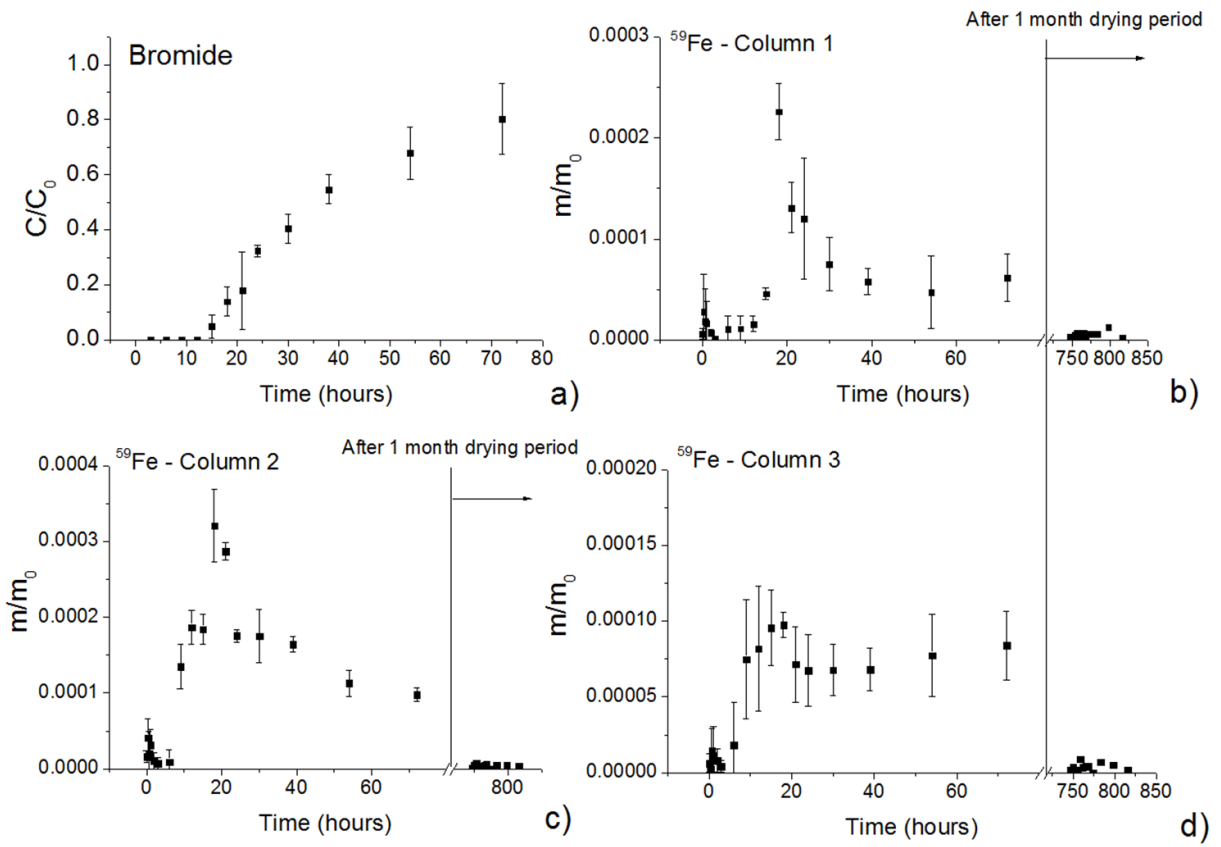 Bromide
C/C0
1.0
0.8
0.6
0.4
0.2
0.0
0 10 20 30 40 50 60 70 80
Time (hours)
a)
After 1 month drying period
59Fe - Column 1
m/m0
0.0003
0.0002
0.0001
0.0000
0 20 40 60 750 800 850
Time (hours)
b)
After 1 month drying period
59Fe - Column 2
m/m0
0.0004
0.0003
0.0002
0.0001
0.0000
0 20 40 60 800
Time (hours)
c)
59Fe - Column 3
m/m0
0.00020
0.00015
0.00010
0.00005
0.00000
0 20 40 60 750 800 850
Time (hours)
d)